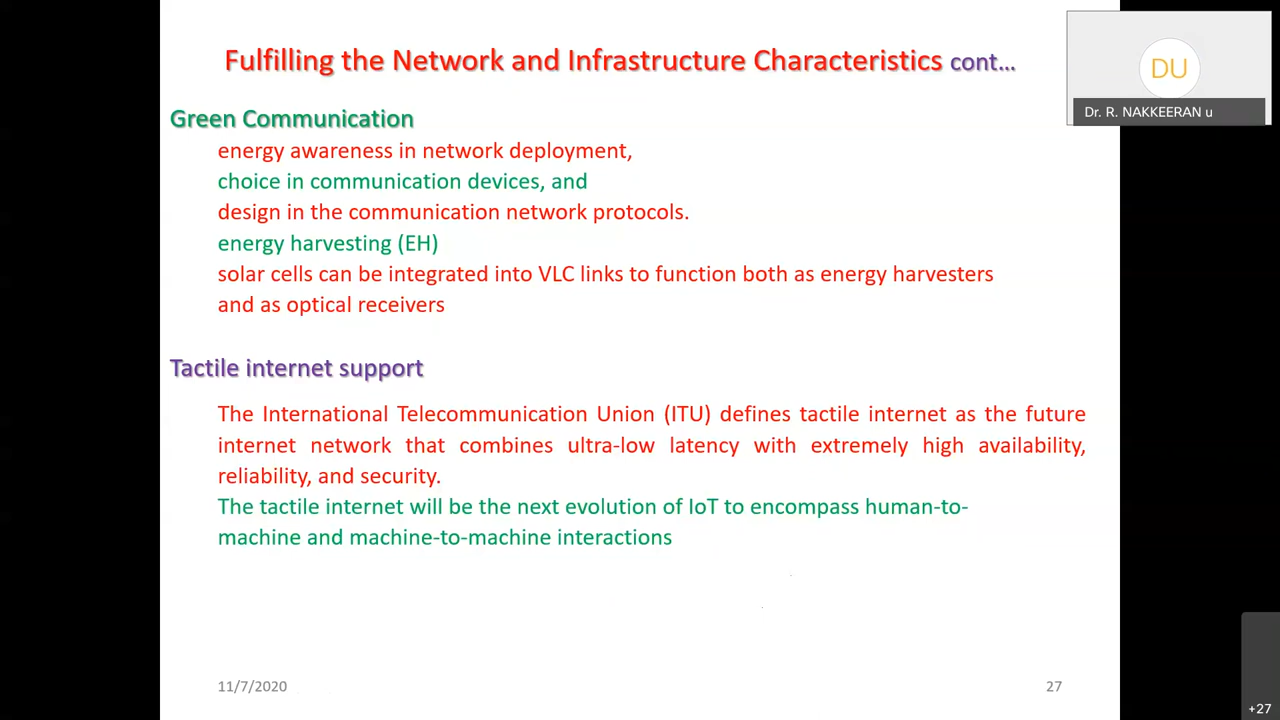 Fulfilling the Network and Infrastructure Characteristics cont...
DU
Dr. R. NAKKEERAN u
Green Communication
energy awareness in network deployment,
choice in communication devices, and
design in the communication network protocols.
energy harvesting (EH)
solar cells can be integrated into VLC links to function both as energy harvesters
and as optical receivers
Tactile internet support
The International Telecommunication Union (ITU) defines tactile internet as the future
internet network that combines ultra-low latency with extremely high availability,
reliability, and security.
The tactile internet will be the next evolution of IoT to encompass human-to-
machine and machine-to-machine interactions
11/7/2020
27
+27